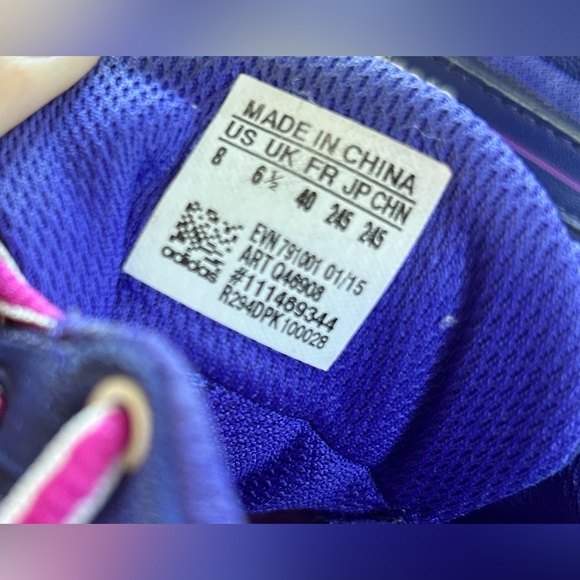 MADE IN CHINA
US UK FR JP CHN
8 6½ 40 245 245
EVN 791001 01/15
ART Q46908
#111469344
R294DPK100028
adidas